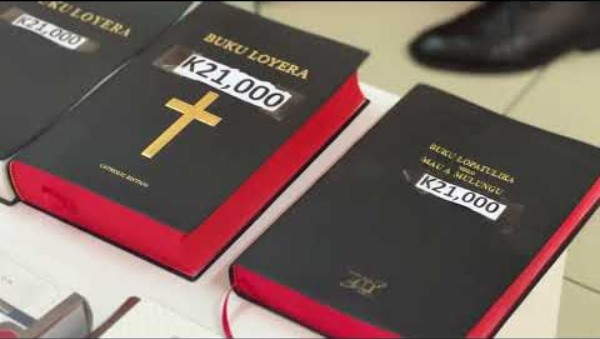 BUKU LOYERA
K21,000
BUKU LOYERA
K21,000
CATHOLIC EDITION
BUKU LOPATULIKA
MAU A MULUNGU
K21,000